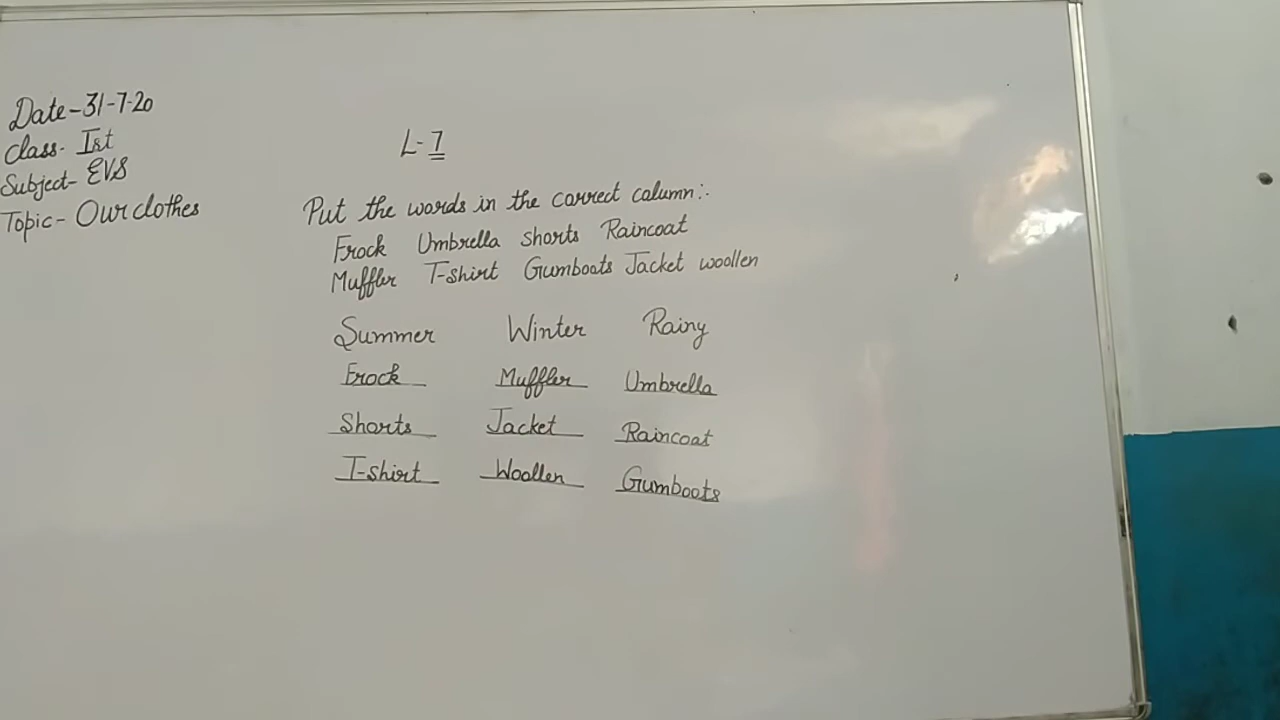 Date-31-7-20
Class- Ist
Subject- EVS
Topic- Our clothes
L-7
Put the words in the correct column:-
Frock Umbrella shorts Raincoat
Muffler T-shirt Gumboots Jacket woollen
Summer Winter Rainy
Frock Muffler Umbrella
Shorts Jacket Raincoat
T-shirt Woollen Gumboots